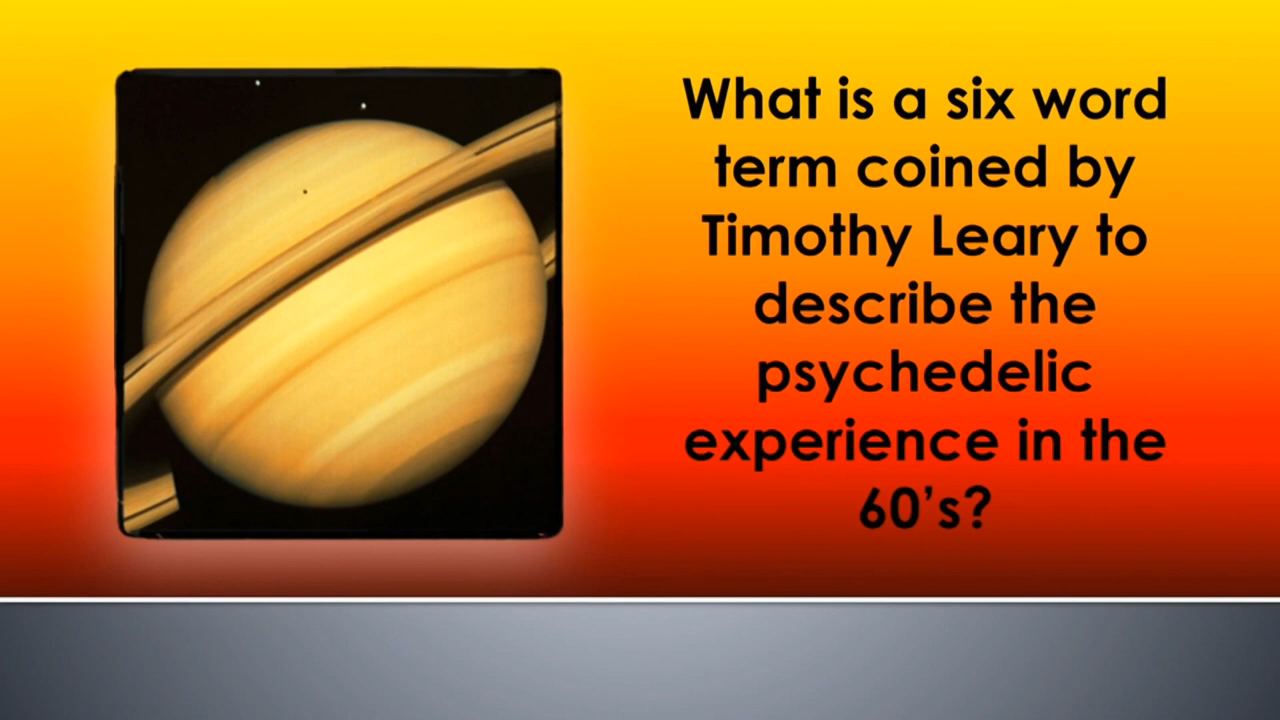 What is a six word
term coined by
Timothy Leary to
describe the
psychedelic
experience in the
60’s?